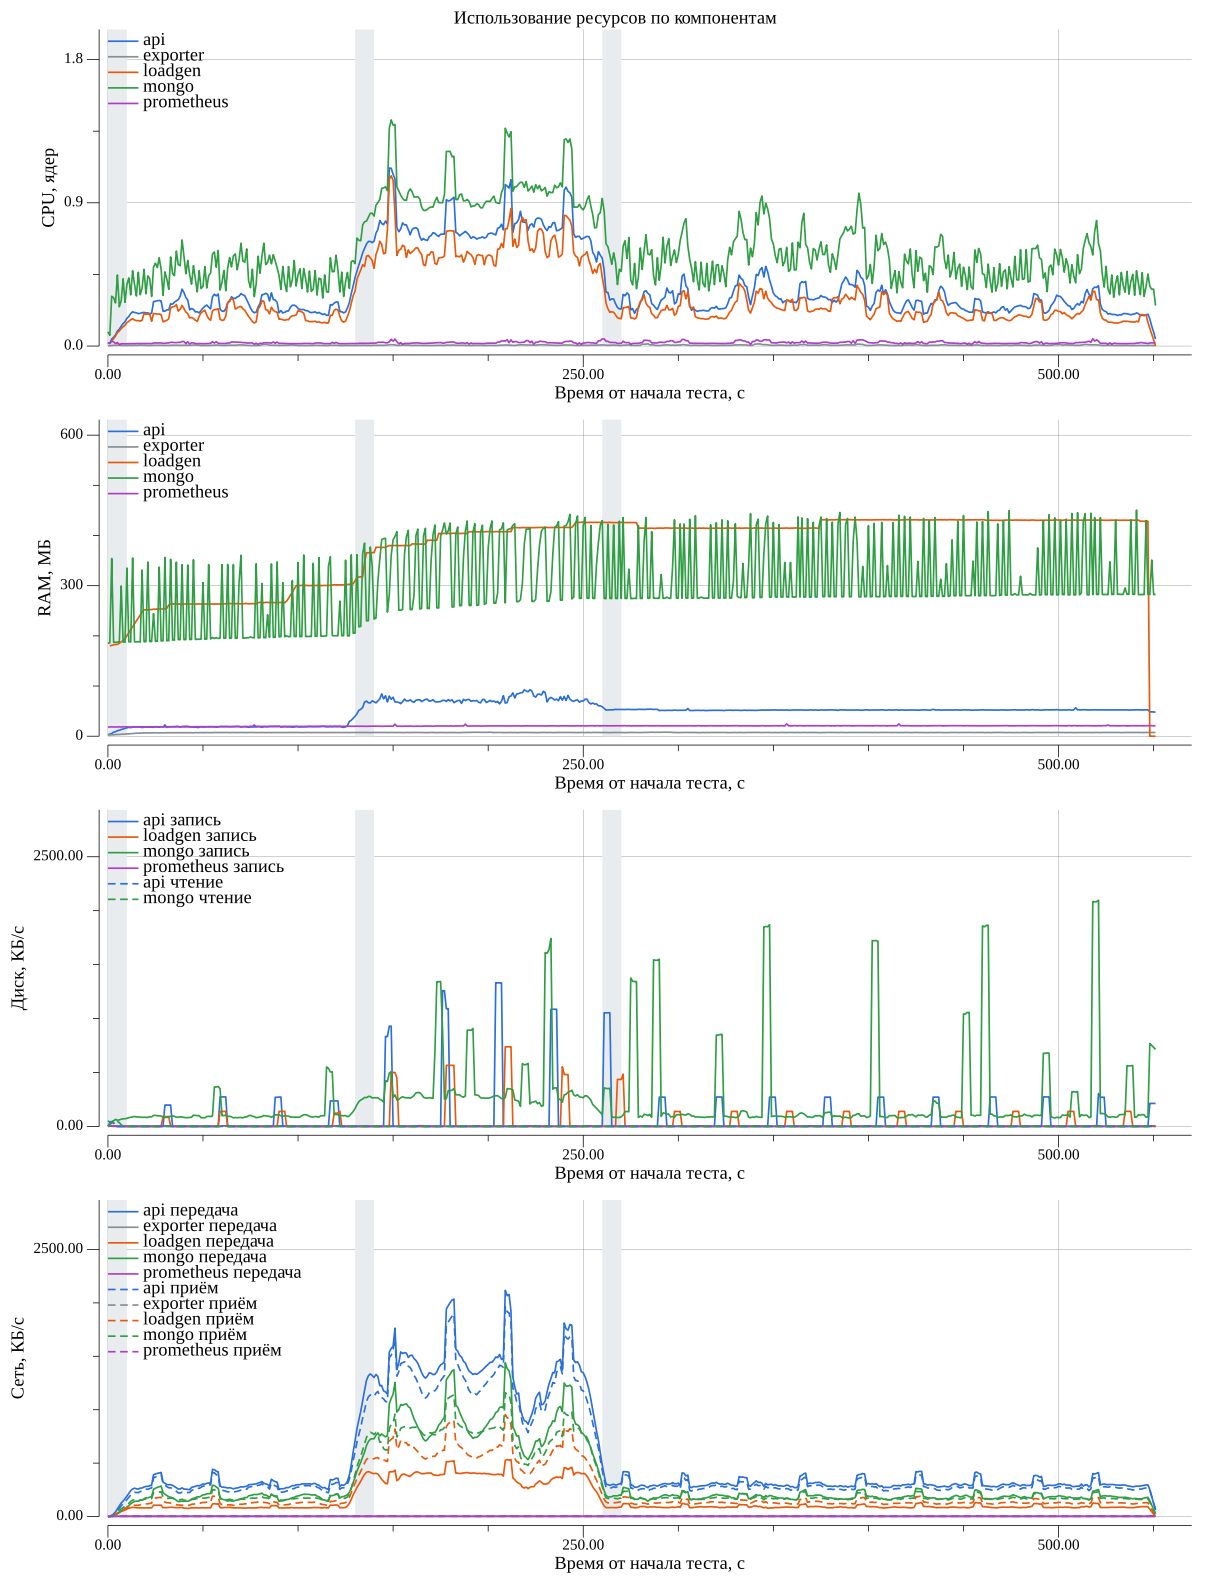 Использование ресурсов по компонентам
api
exporter
loadgen
mongo
prometheus
1.8
0.9
0.0
CPU, ядер
0.00
250.00
500.00
Время от начала теста, с
api
exporter
loadgen
mongo
prometheus
600
300
0
RAM, МБ
0.00
250.00
500.00
Время от начала теста, с
api запись
loadgen запись
mongo запись
prometheus запись
api чтение
mongo чтение
2500.00
0.00
Диск, КБ/с
0.00
250.00
500.00
Время от начала теста, с
api передача
exporter передача
loadgen передача
mongo передача
prometheus передача
api приём
exporter приём
loadgen приём
mongo приём
prometheus приём
2500.00
0.00
Сеть, КБ/с
0.00
250.00
500.00
Время от начала теста, с